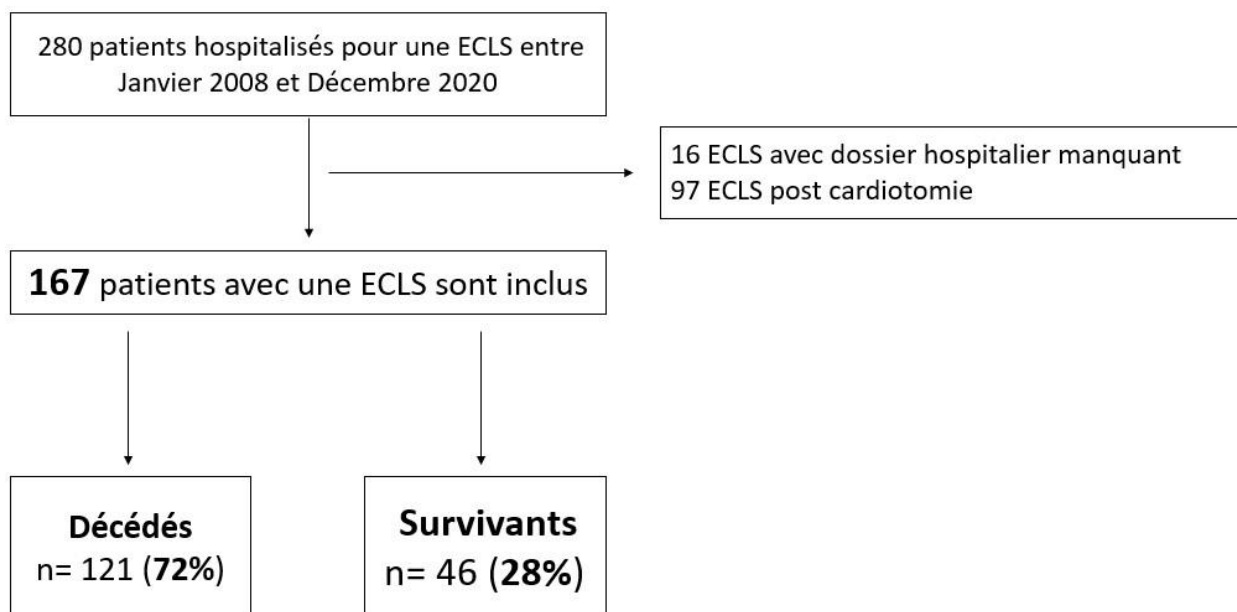 280 patients hospitalisés pour une ECLS entre
Janvier 2008 et Décembre 2020
16 ECLS avec dossier hospitalier manquant
97 ECLS post cardiotomie
167 patients avec une ECLS sont inclus
Décédés
n= 121 (72%)
Survivants
n= 46 (28%)